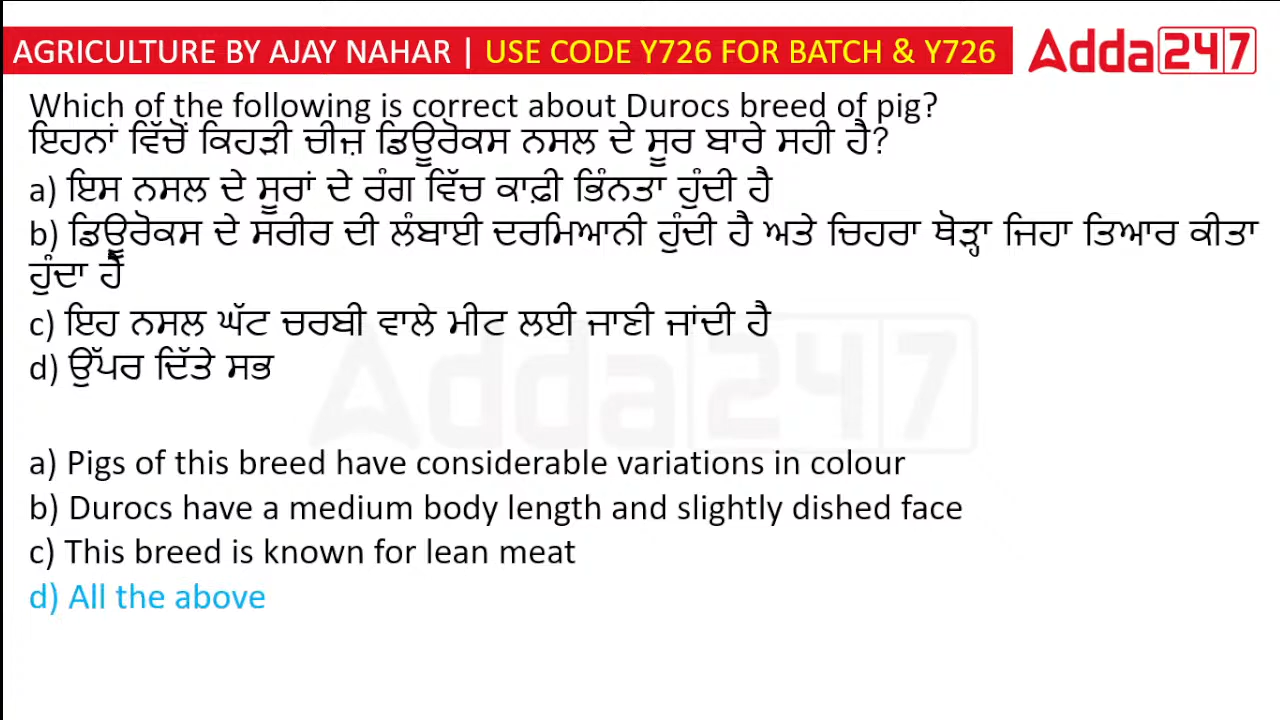 AGRICULTURE BY AJAY NAHAR | USE CODE Y726 FOR BATCH & Y726
Adda247
Which of the following is correct about Durocs breed of pig?
ਇਹਨਾਂ ਵਿੱਚੋਂ ਕਿਹੜੀ ਚੀਜ਼ ਡਿਊਰੋਕਸ ਨਸਲ ਦੇ ਸੂਰ ਬਾਰੇ ਸਹੀ ਹੈ?
a) ਇਸ ਨਸਲ ਦੇ ਸੂਰਾਂ ਦੇ ਰੰਗ ਵਿੱਚ ਕਾਫ਼ੀ ਭਿੰਨਤਾ ਹੁੰਦੀ ਹੈ
b) ਡਿਊਰੋਕਸ ਦੇ ਸਰੀਰ ਦੀ ਲੰਬਾਈ ਦਰਮਿਆਨੀ ਹੁੰਦੀ ਹੈ ਅਤੇ ਚਿਹਰਾ ਥੋੜ੍ਹਾ ਜਿਹਾ ਤਿਆਰ ਕੀਤਾ
ਹੁੰਦਾ ਹੈ
c) ਇਹ ਨਸਲ ਘੱਟ ਚਰਬੀ ਵਾਲੇ ਮੀਟ ਲਈ ਜਾਣੀ ਜਾਂਦੀ ਹੈ
d) ਉੱਪਰ ਦਿੱਤੇ ਸਭ
Adda247
a) Pigs of this breed have considerable variations in colour
b) Durocs have a medium body length and slightly dished face
c) This breed is known for lean meat
d) All the above